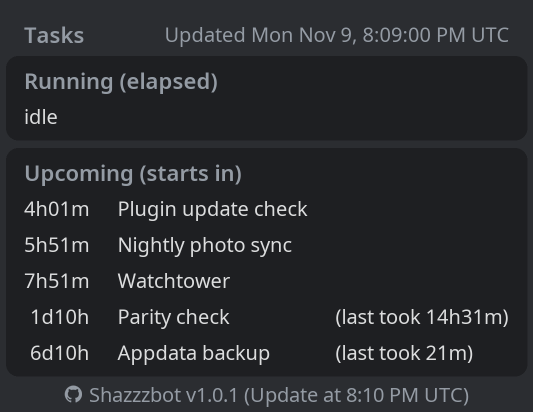 Tasks Updated Mon Nov 9, 8:09:00 PM UTC
Running (elapsed)
idle
Upcoming (starts in)
4h01m Plugin update check
5h51m Nightly photo sync
7h51m Watchtower
1d10h Parity check (last took 14h31m)
6d10h Appdata backup (last took 21m)
Shazzzbot v1.0.1 (Update at 8:10 PM UTC)